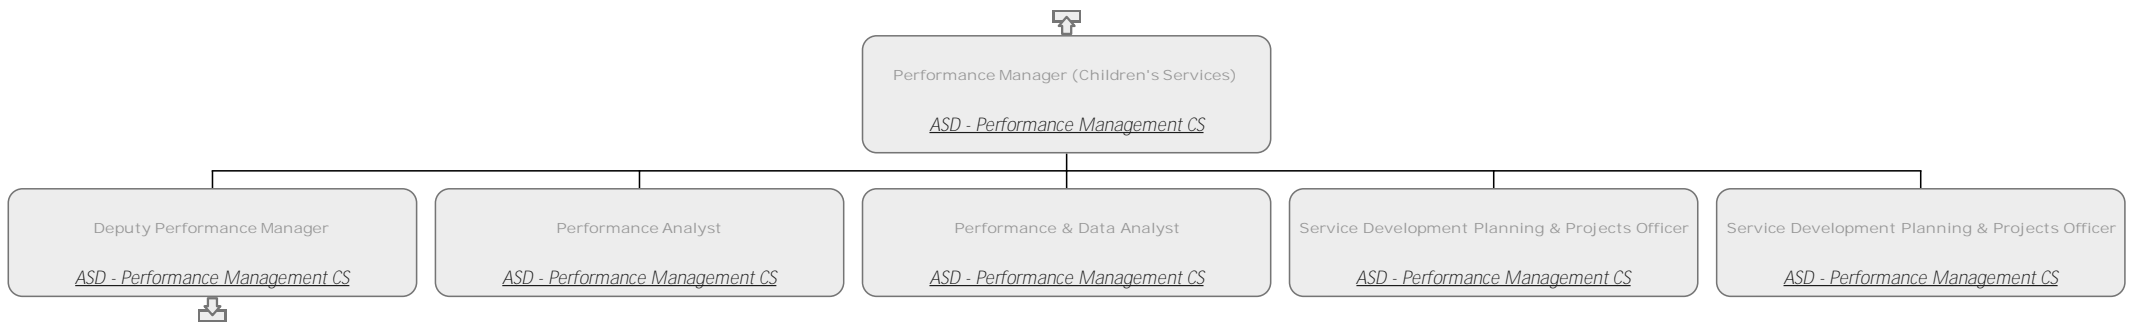 Performance Manager (Children's Services)
ASD - Performance Management CS
Deputy Performance Manager
ASD - Performance Management CS
Performance Analyst
ASD - Performance Management CS
Performance & Data Analyst
ASD - Performance Management CS
Service Development Planning & Projects Officer
ASD - Performance Management CS
Service Development Planning & Projects Officer
ASD - Performance Management CS